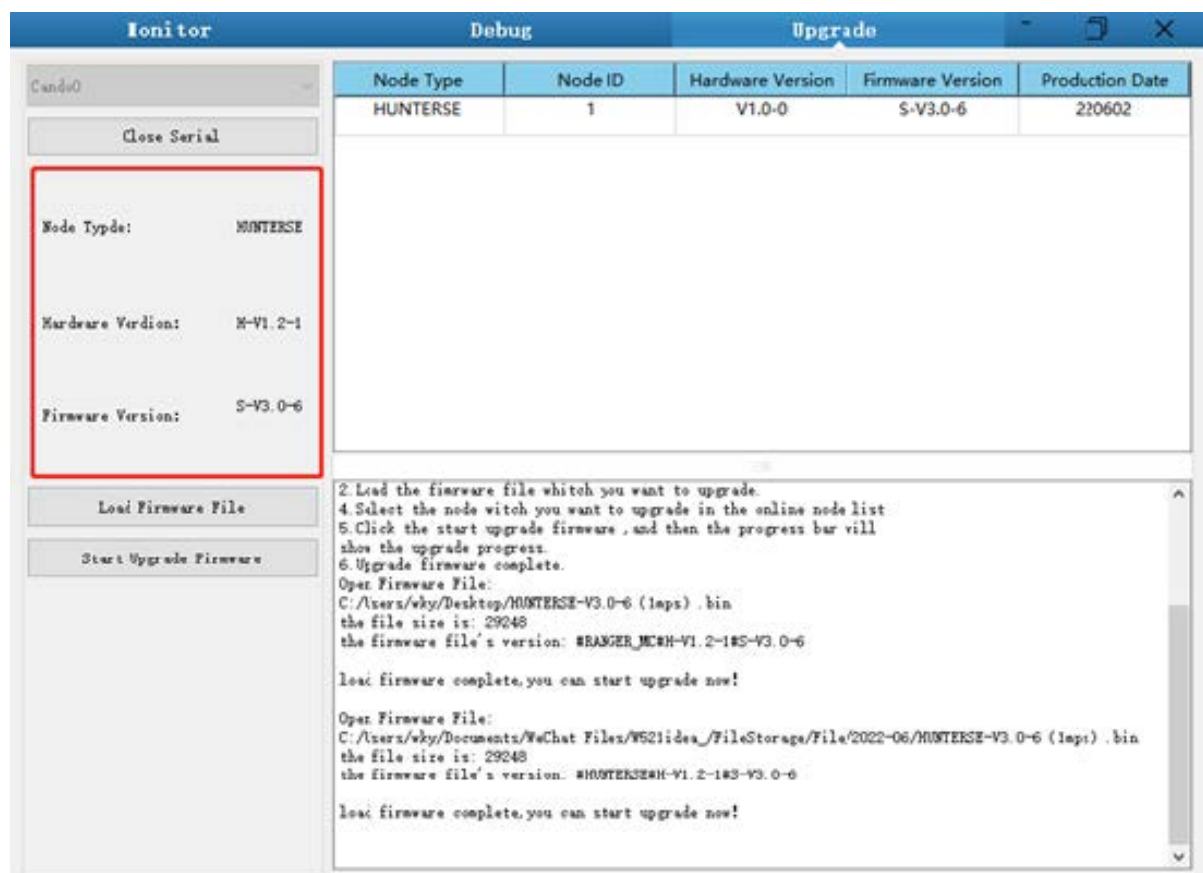 Monitor Debug Upgrade
Cando0
Node Type Node ID Hardware Version Firmware Version Production Date
HUNTERSE 1 V1.0-0 S-V3.0-6 220602
Close Serial
Node Typde: HUNTERSE
Hardware Verdion: H-V1.2-1
Firmware Version: S-V3.0-6
Load Firmware File
Start Upgrade Firmware
2.Load the fierware file whitch you want to upgrade.
4.Select the node witch you want to upgrade in the online node list
5.Click the start upgrade firmware ,and then the progress bar vill
show the upgrade progress.
6.Upgrade firmware complete.
Open Firmware File:
C:/Users/wky/Desktop/HUNTERSE-V3.0-6 (1mps) .bin
the file size is: 29248
the firmware file's version: #RANGER_MC#H-V1.2-1#S-V3.0-6
load firmware complete,you can start upgrade now!
Open Firmware File:
C:/Users/wky/Documents/WeChat Files/W521idea_/FileStorage/File/2022-06/HUNTERSE-V3.0-6 (1mps) .bin
the file size is: 29248
the firmware file's version: #HUNTERSE#H-V1.2-1#S-V3.0-6
load firmware complete,you can start upgrade now!